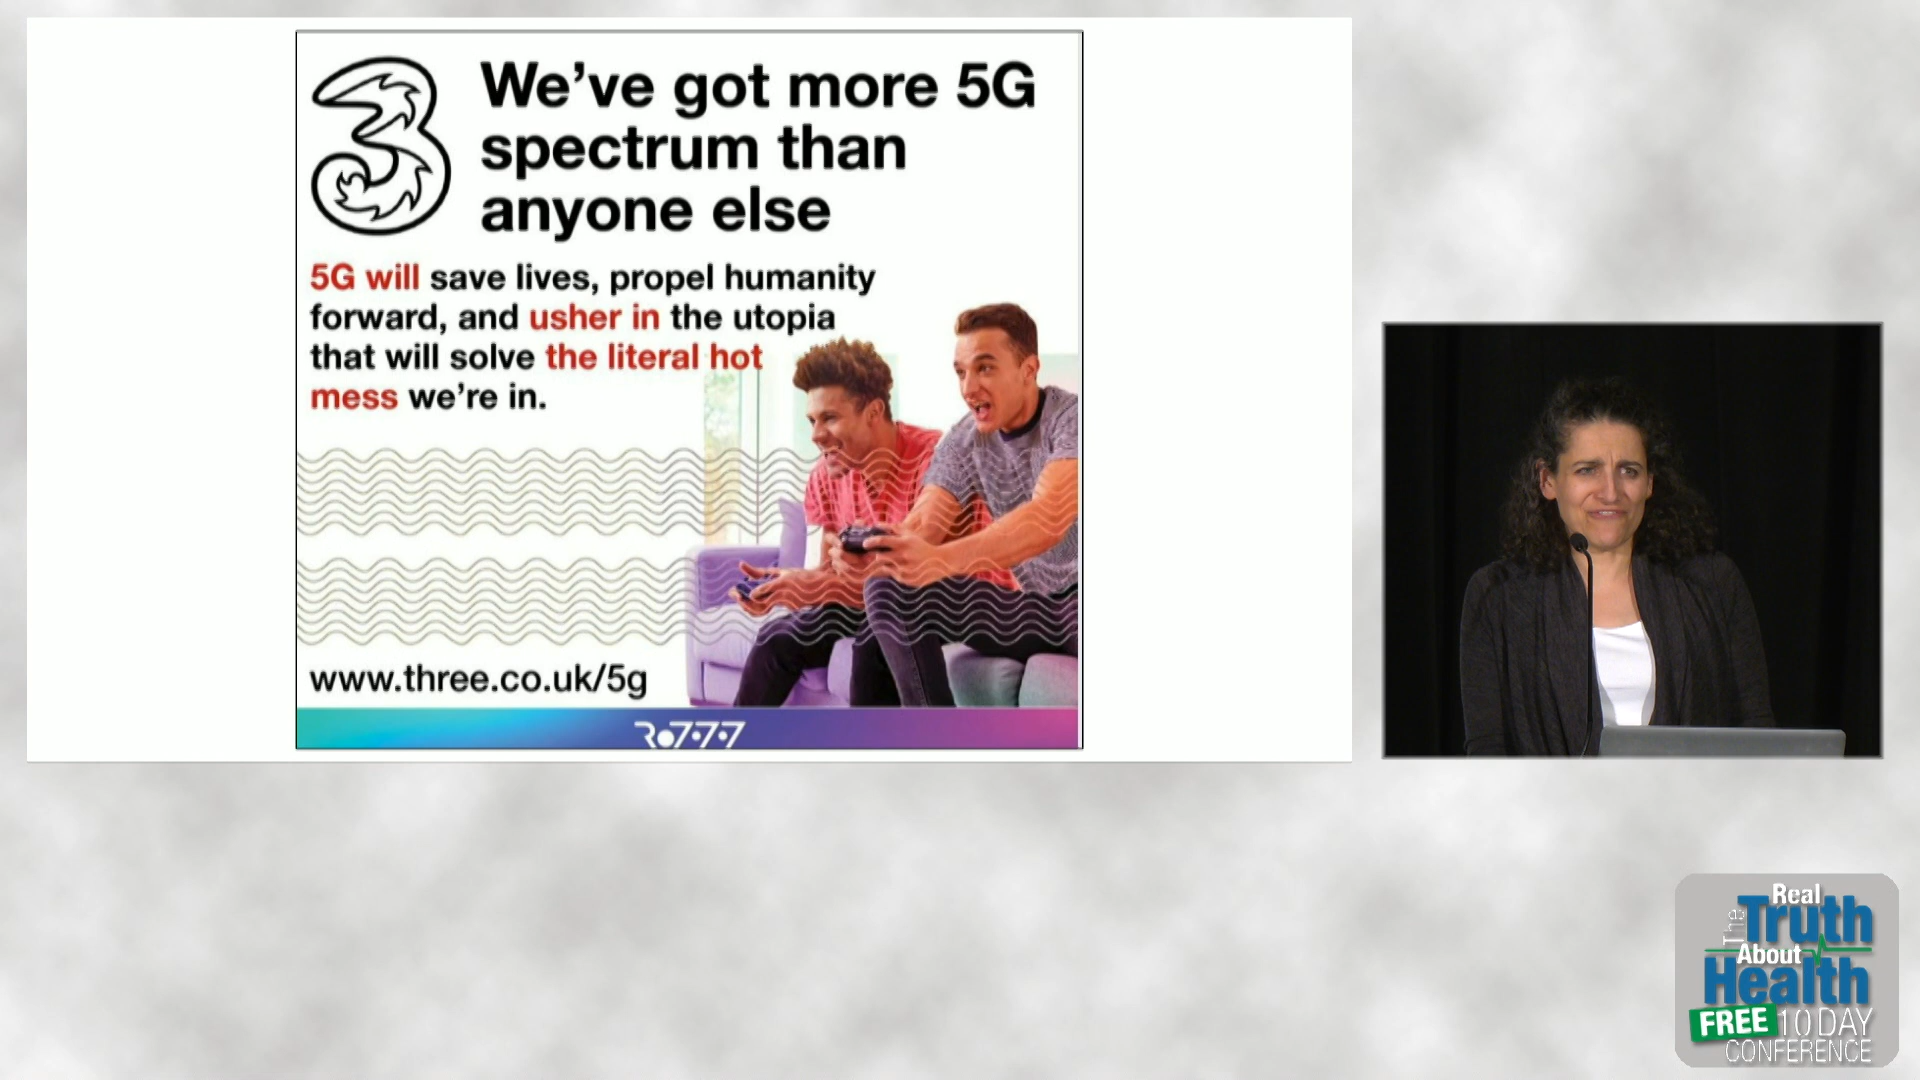 We've got more 5G
spectrum than
anyone else
5G will save lives, propel humanity
forward, and usher in the utopia
that will solve the literal hot
mess we're in.
www.three.co.uk/5g
The Real
Truth
About
Health
FREE 10 DAY
CONFERENCE